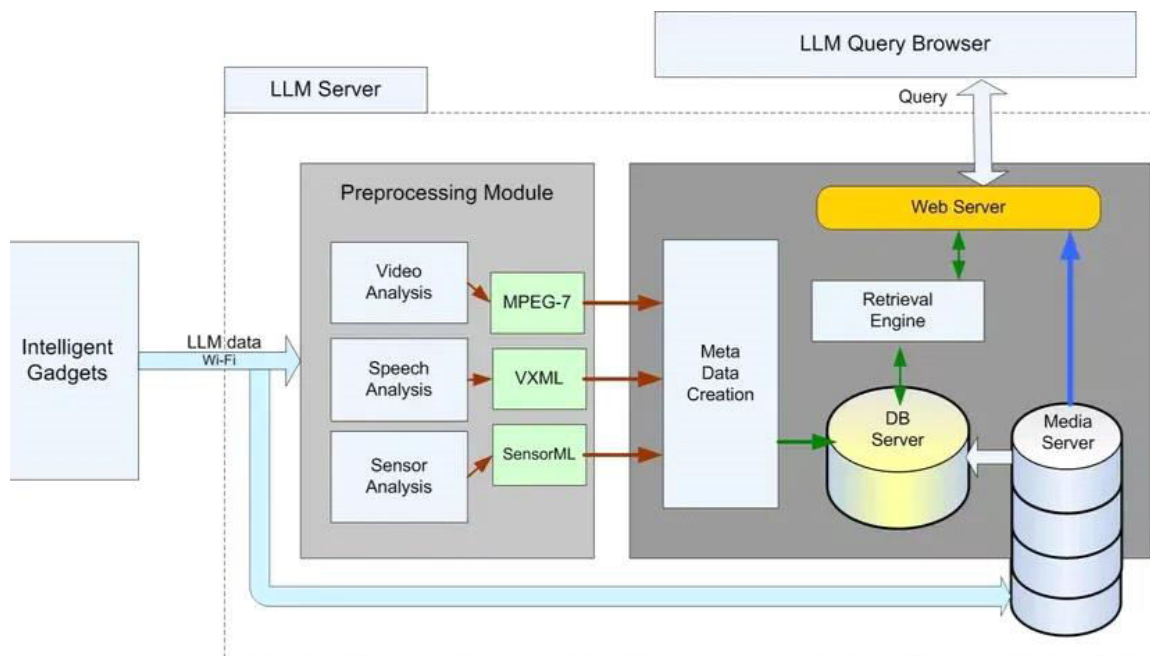 LLM Query Browser
LLM Server
Query
Preprocessing Module
Web Server
Video
Analysis
MPEG-7
Retrieval
Engine
LLM data
Wi-Fi
Intelligent
Gadgets
Speech
Analysis
VXML
Meta
Data
Creation
DB
Server
Media
Server
Sensor
Analysis
SensorML